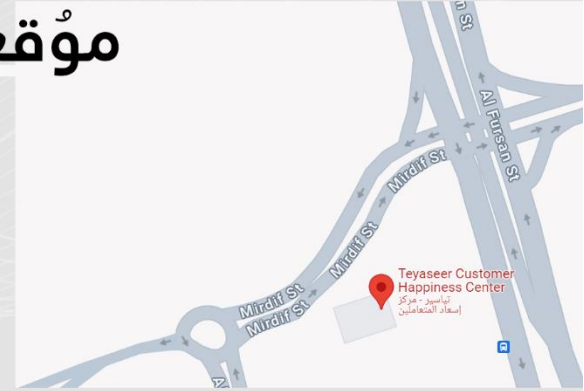 Al Fursan St
Mirdif St
Mirdif St
Mirdif St
Mirdif St
Teyaseer Customer
Happiness Center
تياسير - مركز
إسعاد المتعاملين